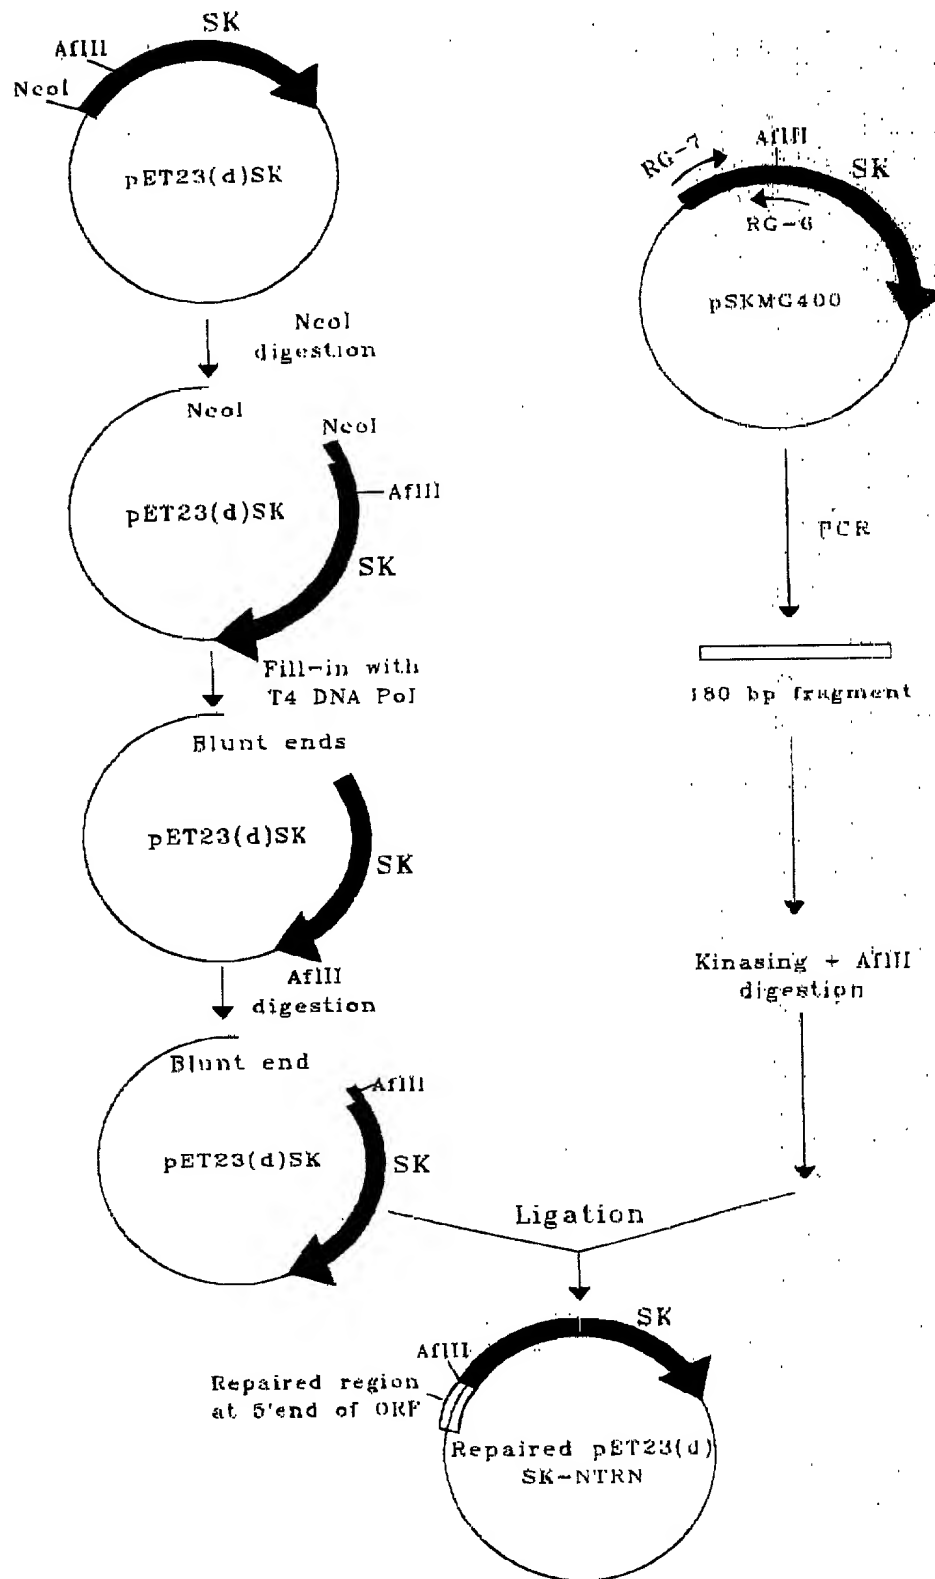 SK
AflII
NcoI
pET23(d)SK
NcoI
digestion
NcoI
NcoI
pET23(d)SK
AflII
SK
Fill-in with
T4 DNA Pol
Blunt ends
pET23(d)SK
SK
AflII
digestion
Blunt end
AflII
pET23(d)SK
SK
RG-7
AflII
SK
RG-6
pSKMG400
PCR
180 bp fragment
Kinasing + AflII
digestion
Ligation
SK
AflII
Repaired region
at 5'end of ORF
Repaired pET23(d)
SK-NTRN